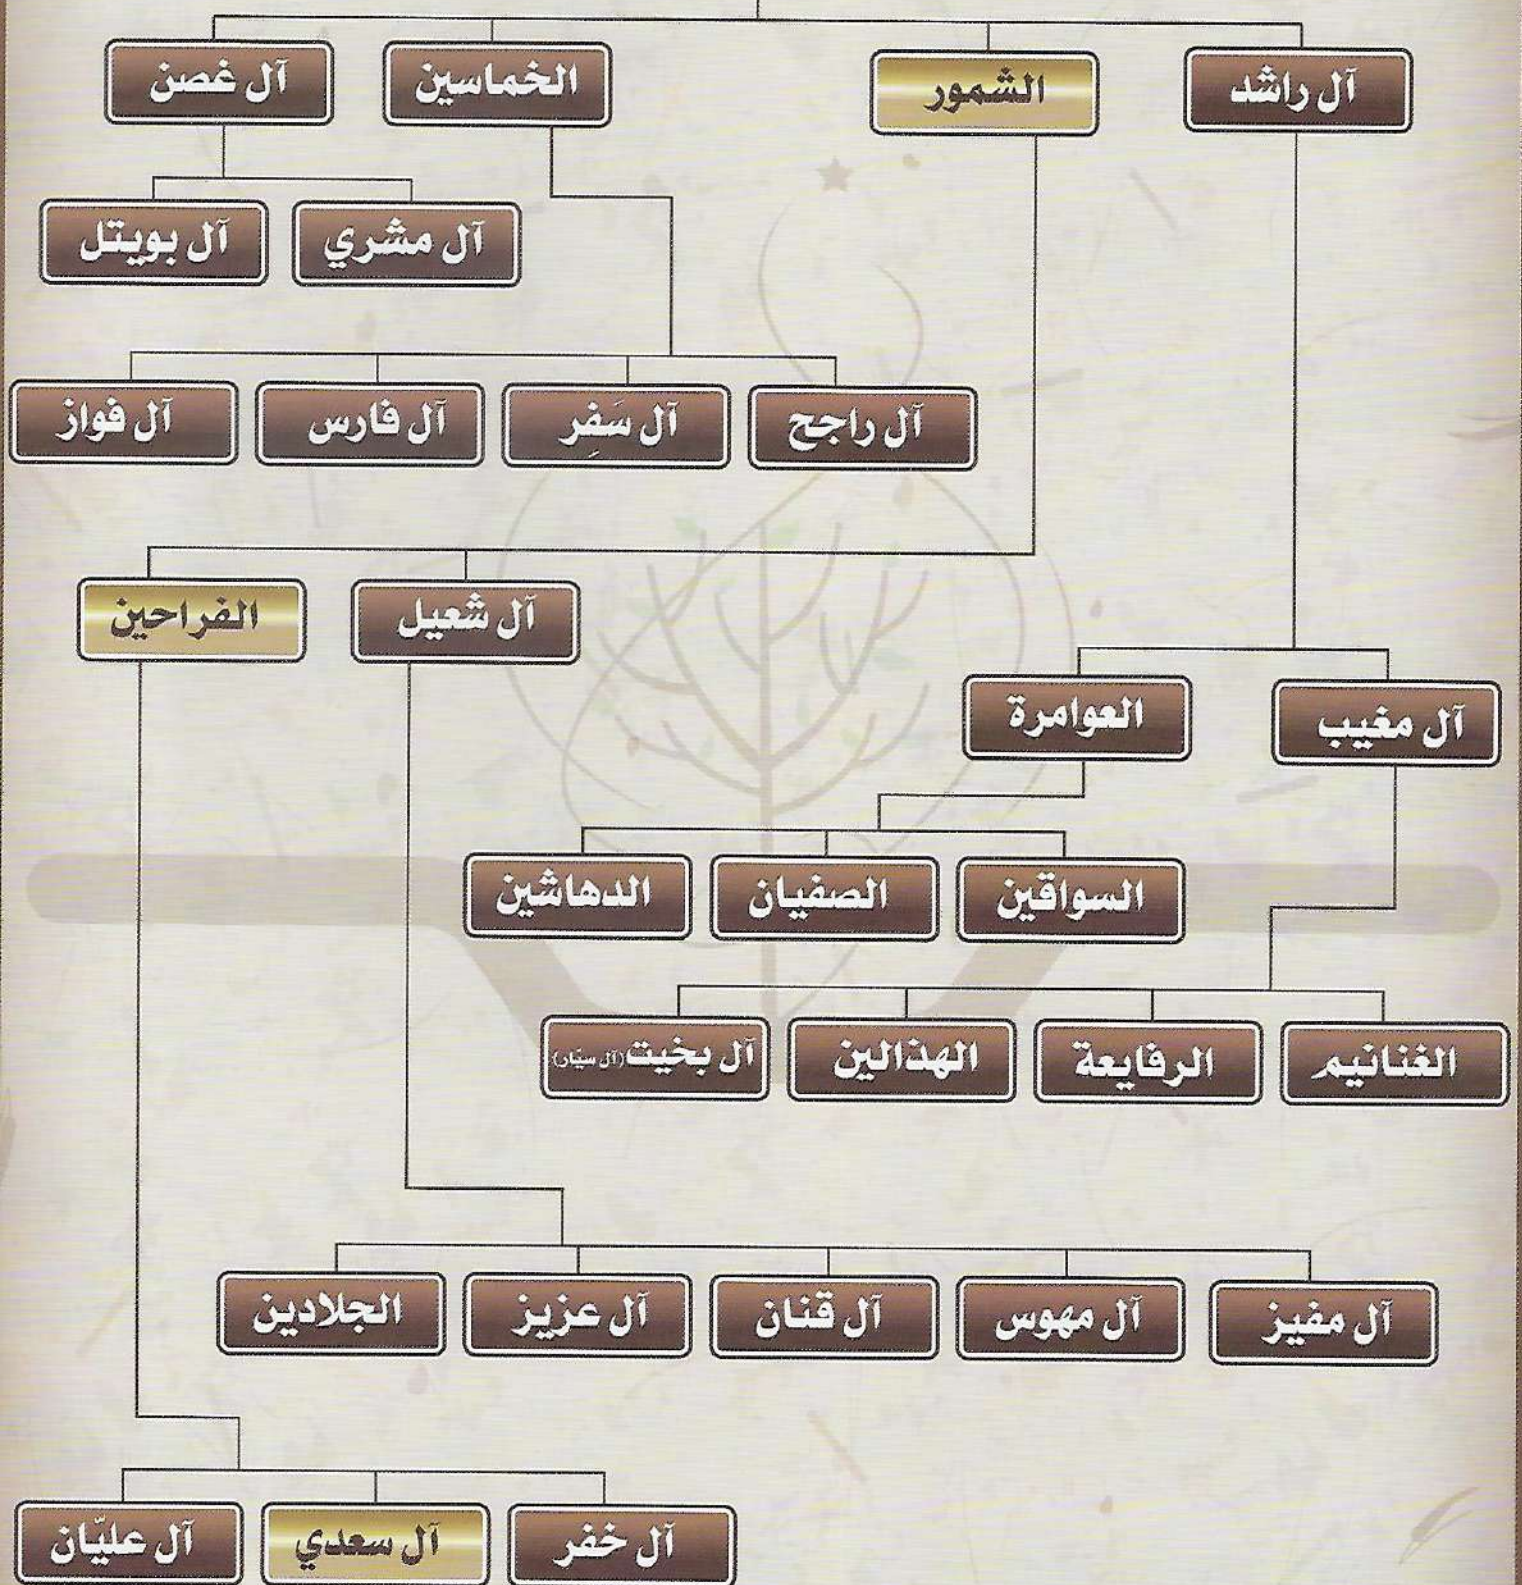 آل راشد
الشمور
الخماسين
آل غصن
آل مشري
آل بويتل
آل راجح
آل سَفِر
آل فارس
آل فواز
آل شعيل
الفراحين
آل مغيب
العوامرة
السواقين
الصفيان
الدهاشين
الغنانيم
الرفايعة
الهذالين
آل بخيت (آل سيّار)
آل مفيز
آل مهوس
آل قنان
آل عزيز
الجلادين
آل خفر
آل سعدي
آل عليّان